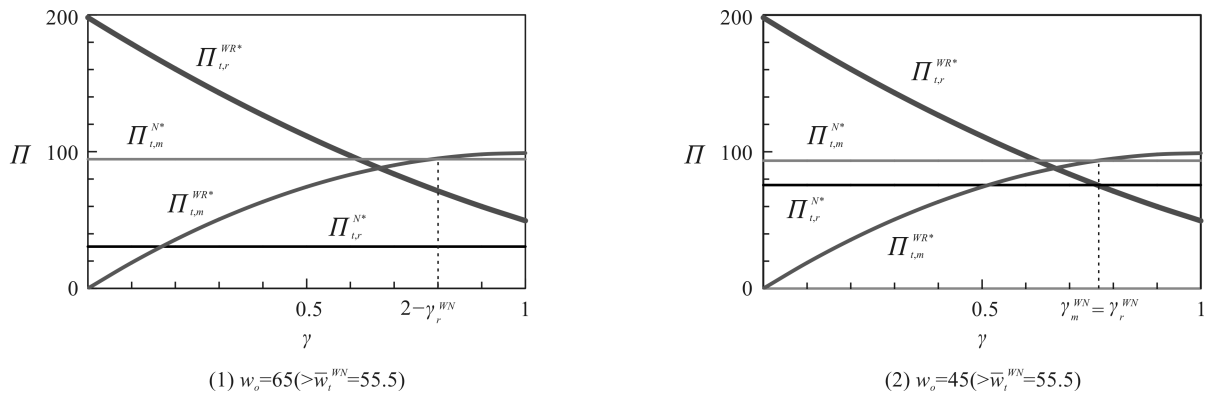 200
Π_{t,r}^{WR*}
Π_{t,m}^{N*}
Π
100
Π_{t,m}^{WR*}
Π_{t,r}^{N*}
0
0.5
2−γ_r^{WN}
1
γ
(1) w_o=65(>w̄_t^{WN}=55.5)
200
Π_{t,r}^{WR*}
Π_{t,m}^{N*}
Π
100
Π_{t,r}^{N*}
Π_{t,m}^{WR*}
0
0.5
γ_m^{WN}=γ_r^{WN}
1
γ
(2) w_o=45(>w̄_t^{WN}=55.5)